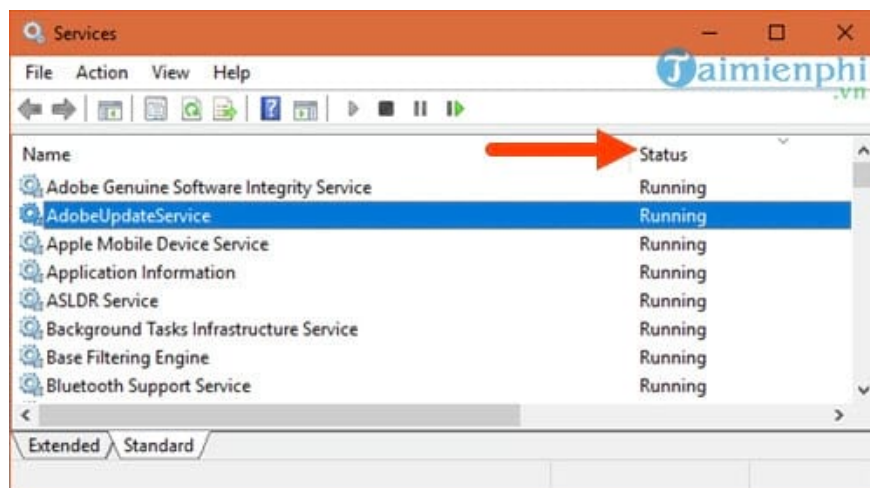 Services
File Action View Help
Taimienphi
.vn
Name Status
Adobe Genuine Software Integrity Service Running
AdobeUpdateService Running
Apple Mobile Device Service Running
Application Information Running
ASLDR Service Running
Background Tasks Infrastructure Service Running
Base Filtering Engine Running
Bluetooth Support Service Running
Extended Standard